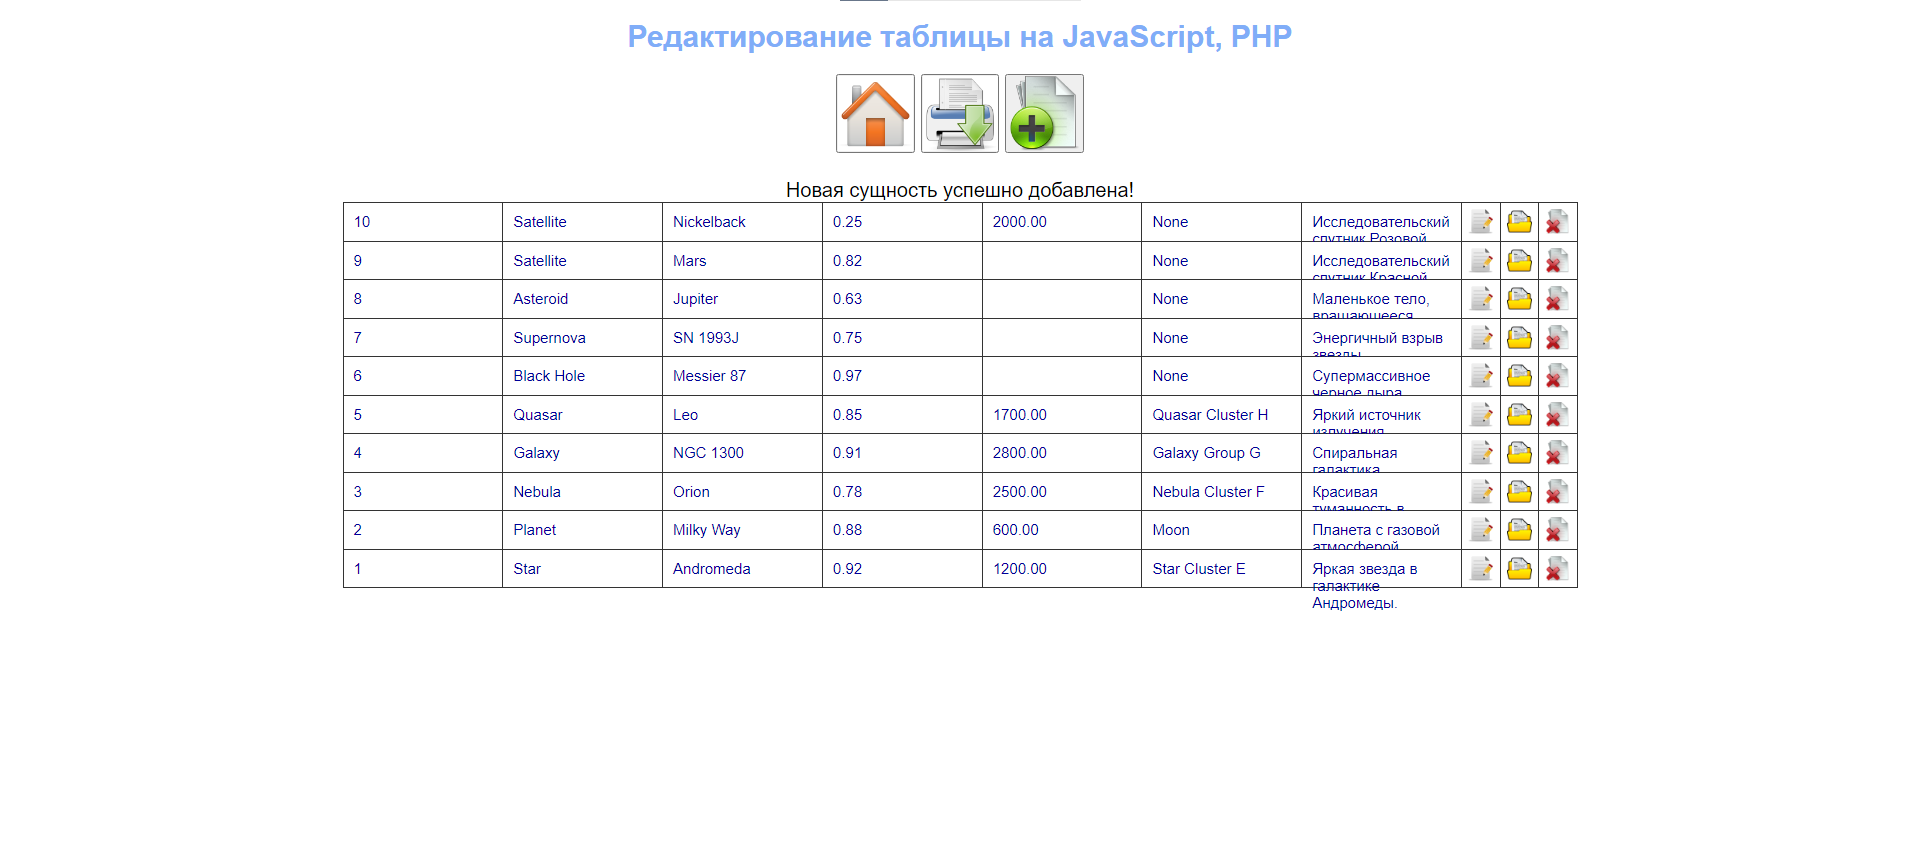 Редактирование таблицы на JavaScript, PHP
Новая сущность успешно добавлена!
10 Satellite Nickelback 0.25 2000.00 None Исследовательский
спутник Розовой
9 Satellite Mars 0.82 None Исследовательский
спутник Красной
8 Asteroid Jupiter 0.63 None Маленькое тело,
вращающееся
7 Supernova SN 1993J 0.75 None Энергичный взрыв
звезды
6 Black Hole Messier 87 0.97 None Супермассивное
черное дыра
5 Quasar Leo 0.85 1700.00 Quasar Cluster H Яркий источник
излучения
4 Galaxy NGC 1300 0.91 2800.00 Galaxy Group G Спиральная
галактика
3 Nebula Orion 0.78 2500.00 Nebula Cluster F Красивая
туманность в
2 Planet Milky Way 0.88 600.00 Moon Планета с газовой
атмосферой
1 Star Andromeda 0.92 1200.00 Star Cluster E Яркая звезда в
галактике
Андромеды.